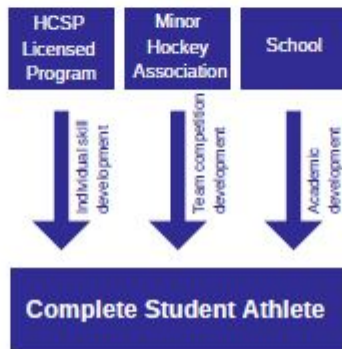 HCSP
Licensed
Program
Minor
Hockey
Association
School
Individual skill
development
Team competition
development
Academic
development
Complete Student Athlete